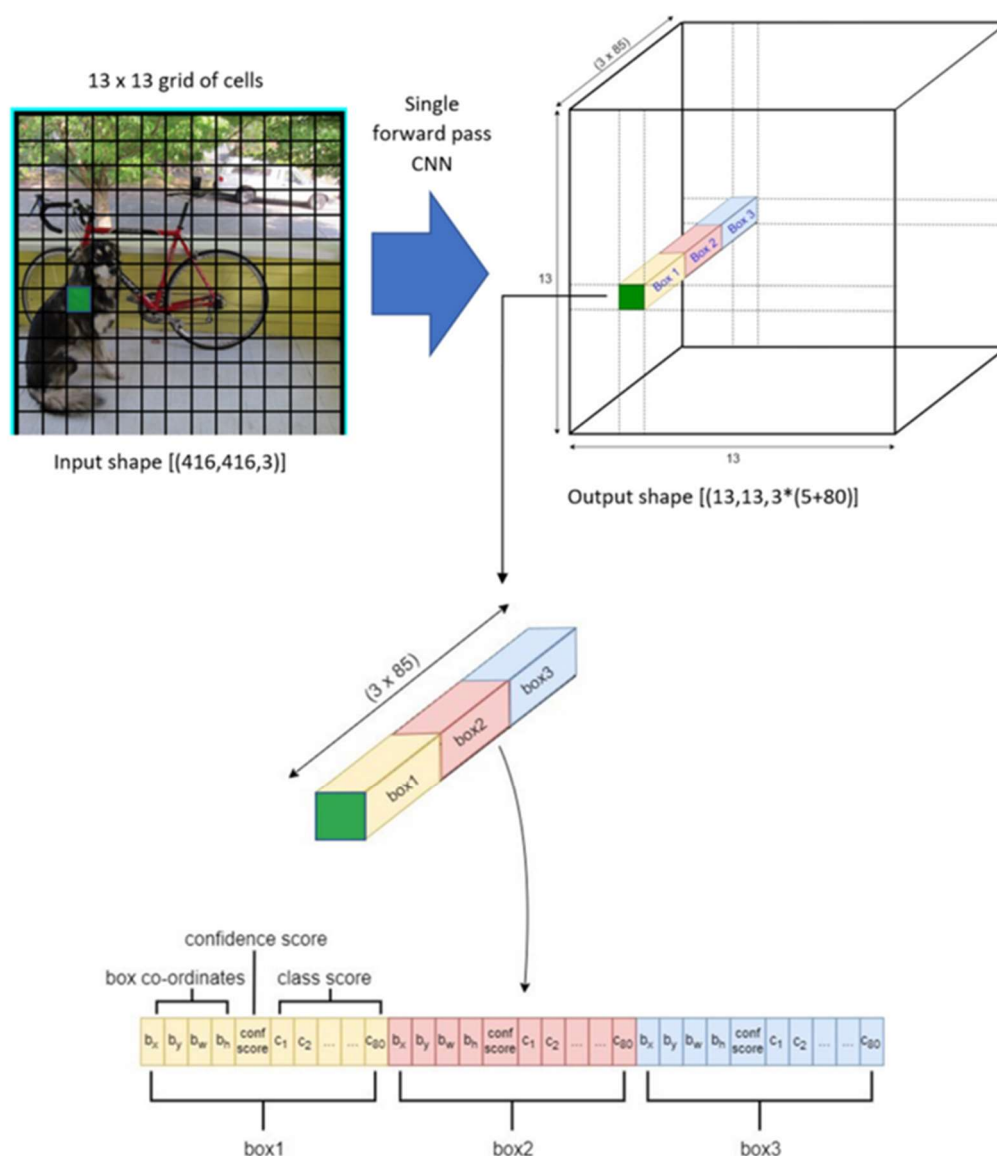 13 x 13 grid of cells
Single
forward pass
CNN
Input shape [(416,416,3)]
(3 x 85)
Box 1
Box 2
Box 3
13
13
Output shape [(13,13,3*(5+80)]
(3 x 85)
box1
box2
box3
confidence score
box co-ordinates
class score
bx by bw bh conf score c1 c2 ... ... c80 bx by bw bh conf score c1 c2 ... ... c80 bx by bw bh conf score c1 c2 ... ... c80
box1
box2
box3